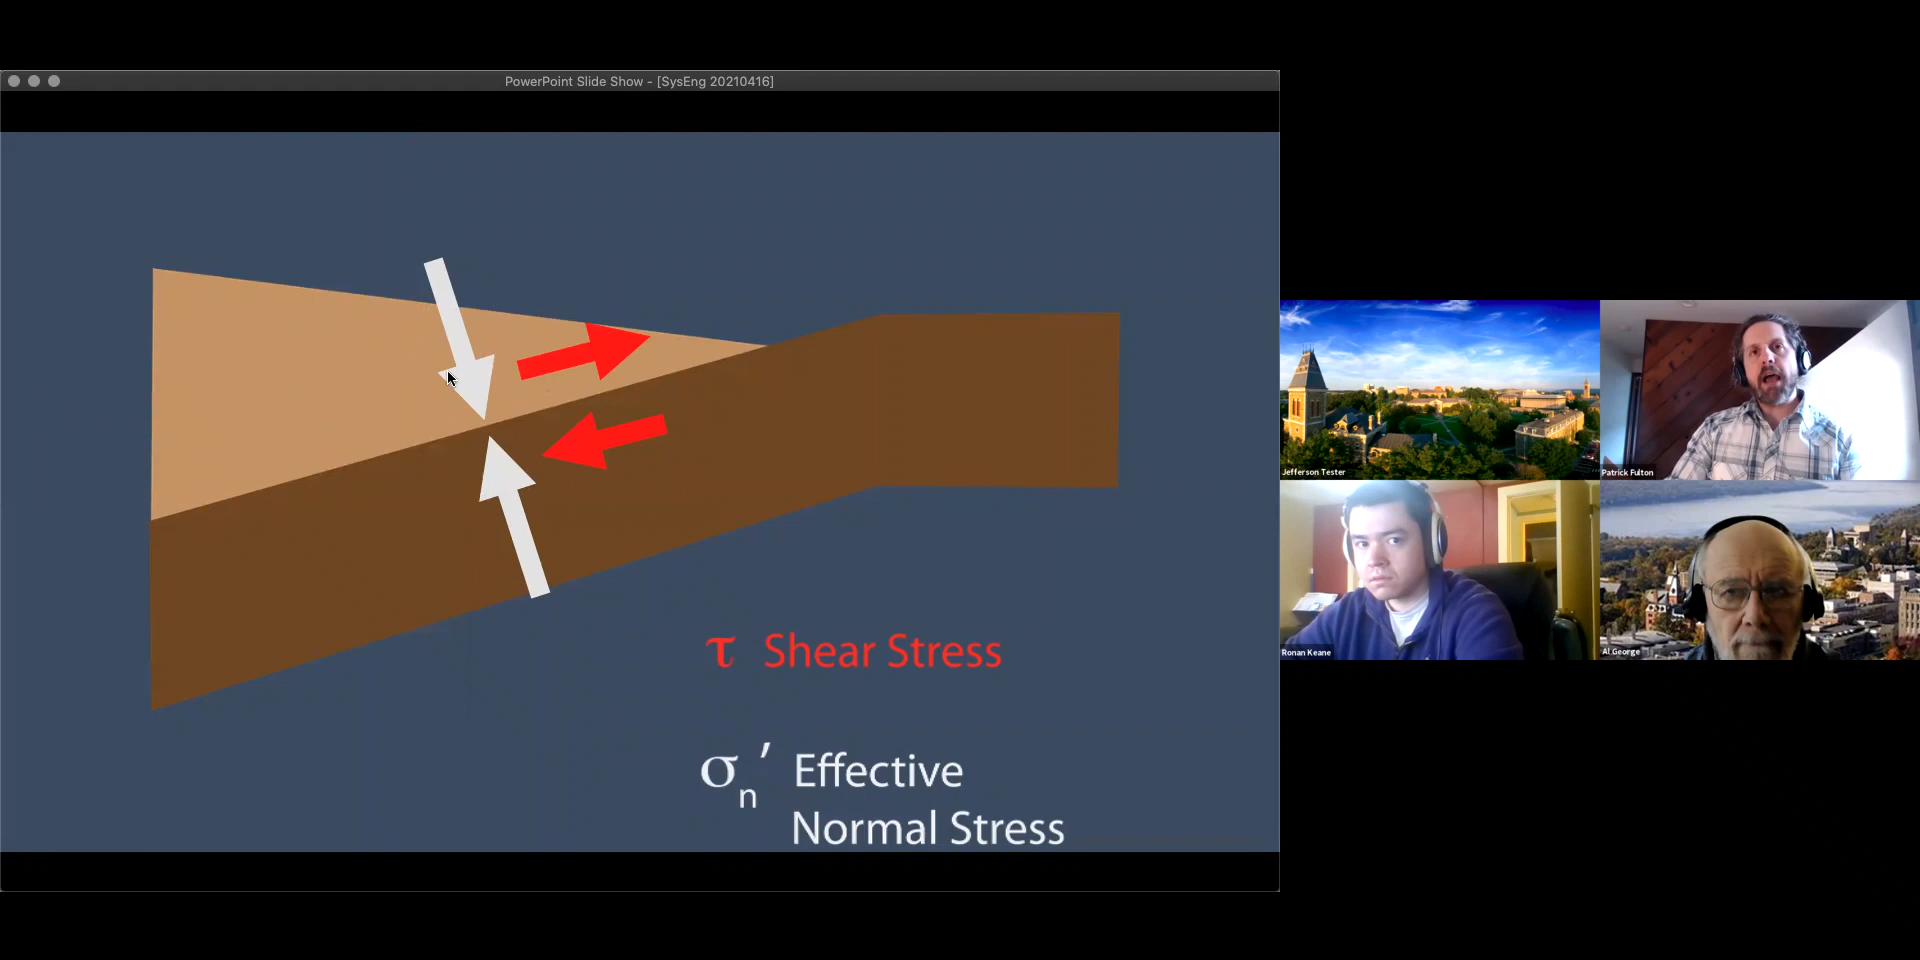 PowerPoint Slide Show - [SysEng 20210416]
τ Shear Stress
σn′ Effective
Normal Stress
Jefferson Tester
Patrick Fulton
Ronan Keane
Al George